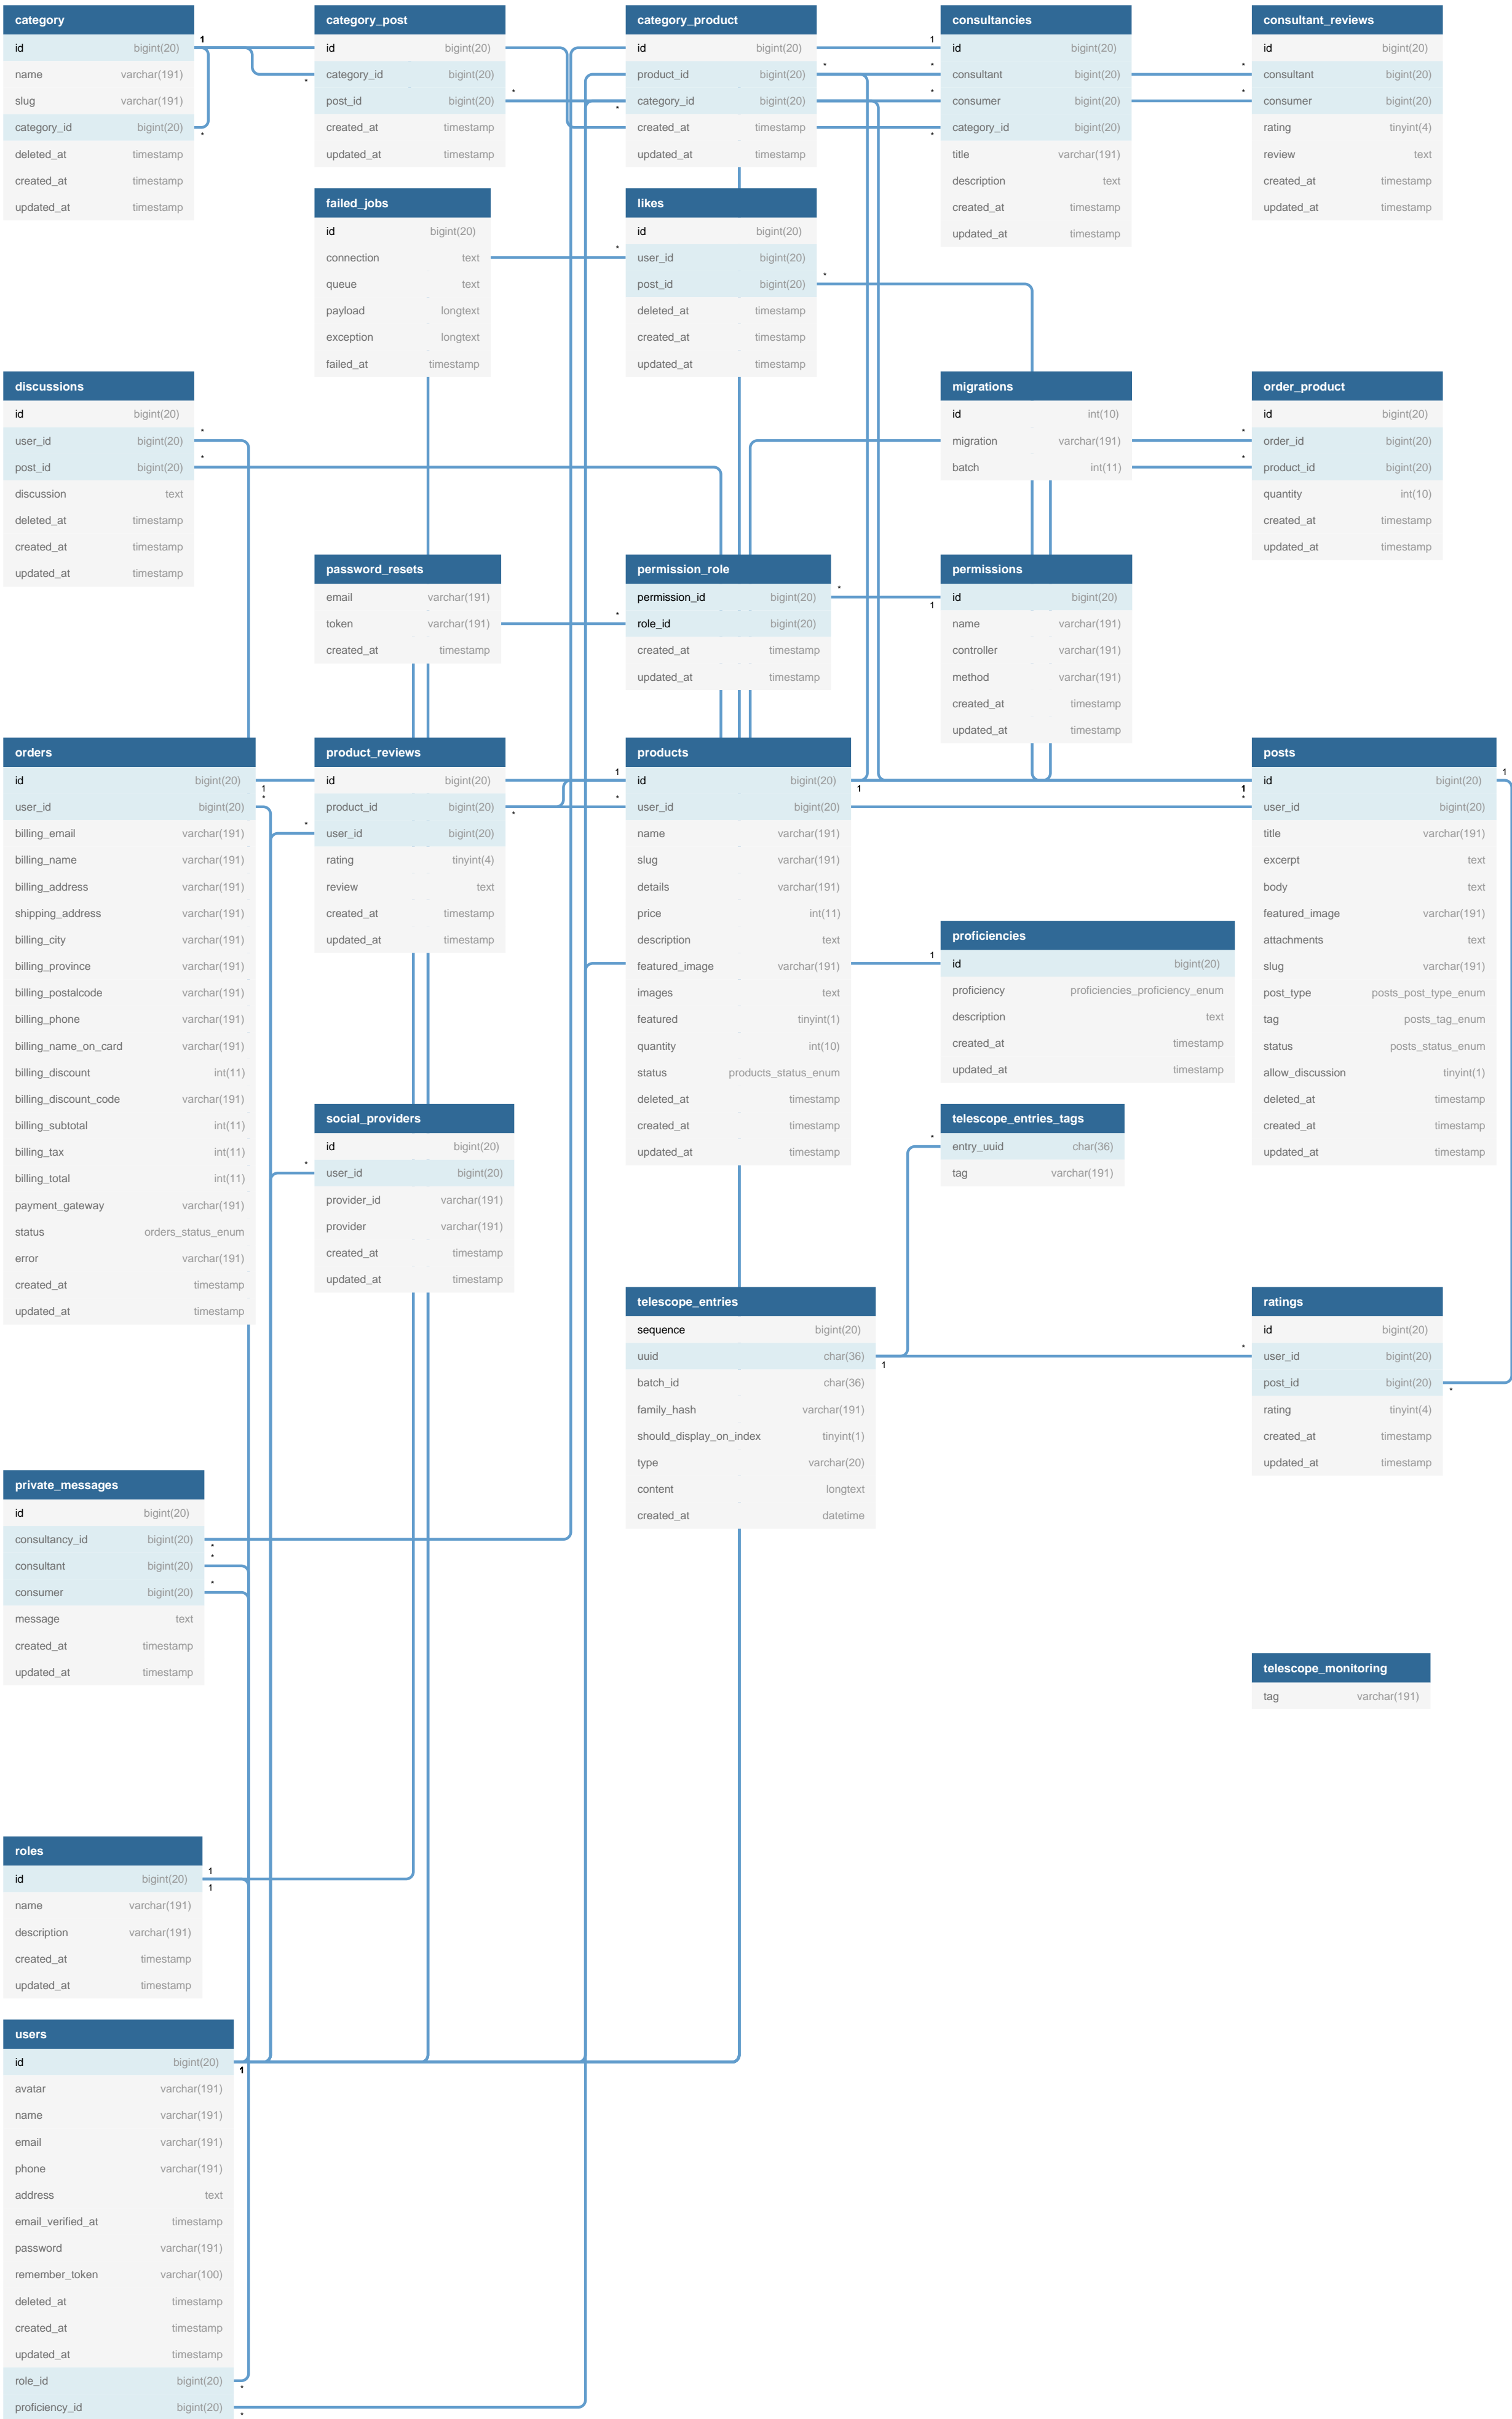 category
id bigint(20)
name varchar(191)
slug varchar(191)
category_id bigint(20)
deleted_at timestamp
created_at timestamp
updated_at timestamp
1
*
*
category_post
id bigint(20)
category_id bigint(20)
post_id bigint(20)
created_at timestamp
updated_at timestamp
*
*
category_product
id bigint(20)
product_id bigint(20)
category_id bigint(20)
created_at timestamp
updated_at timestamp
*
1
*
*
*
consultancies
id bigint(20)
consultant bigint(20)
consumer bigint(20)
category_id bigint(20)
title varchar(191)
description text
created_at timestamp
updated_at timestamp
*
*
consultant_reviews
id bigint(20)
consultant bigint(20)
consumer bigint(20)
rating tinyint(4)
review text
created_at timestamp
updated_at timestamp
failed_jobs
id bigint(20)
connection text
queue text
payload longtext
exception longtext
failed_at timestamp
*
likes
id bigint(20)
user_id bigint(20)
post_id bigint(20)
deleted_at timestamp
created_at timestamp
updated_at timestamp
*
discussions
id bigint(20)
user_id bigint(20)
post_id bigint(20)
discussion text
deleted_at timestamp
created_at timestamp
updated_at timestamp
*
*
migrations
id int(10)
migration varchar(191)
batch int(11)
*
*
order_product
id bigint(20)
order_id bigint(20)
product_id bigint(20)
quantity int(10)
created_at timestamp
updated_at timestamp
password_resets
email varchar(191)
token varchar(191)
created_at timestamp
*
permission_role
permission_id bigint(20)
role_id bigint(20)
created_at timestamp
updated_at timestamp
*
1
permissions
id bigint(20)
name varchar(191)
controller varchar(191)
method varchar(191)
created_at timestamp
updated_at timestamp
orders
id bigint(20)
user_id bigint(20)
billing_email varchar(191)
billing_name varchar(191)
billing_address varchar(191)
shipping_address varchar(191)
billing_city varchar(191)
billing_province varchar(191)
billing_postalcode varchar(191)
billing_phone varchar(191)
billing_name_on_card varchar(191)
billing_discount int(11)
billing_discount_code varchar(191)
billing_subtotal int(11)
billing_tax int(11)
billing_total int(11)
payment_gateway varchar(191)
status orders_status_enum
error varchar(191)
created_at timestamp
updated_at timestamp
1
*
*
product_reviews
id bigint(20)
product_id bigint(20)
user_id bigint(20)
rating tinyint(4)
review text
created_at timestamp
updated_at timestamp
*
1
*
products
id bigint(20)
user_id bigint(20)
name varchar(191)
slug varchar(191)
details varchar(191)
price int(11)
description text
featured_image varchar(191)
images text
featured tinyint(1)
quantity int(10)
status products_status_enum
deleted_at timestamp
created_at timestamp
updated_at timestamp
1
1
*
posts
id bigint(20)
user_id bigint(20)
title varchar(191)
excerpt text
body text
featured_image varchar(191)
attachments text
slug varchar(191)
post_type posts_post_type_enum
tag posts_tag_enum
status posts_status_enum
allow_discussion tinyint(1)
deleted_at timestamp
created_at timestamp
updated_at timestamp
1
1
proficiencies
id bigint(20)
proficiency proficiencies_proficiency_enum
description text
created_at timestamp
updated_at timestamp
*
social_providers
id bigint(20)
user_id bigint(20)
provider_id varchar(191)
provider varchar(191)
created_at timestamp
updated_at timestamp
*
telescope_entries_tags
entry_uuid char(36)
tag varchar(191)
telescope_entries
sequence bigint(20)
uuid char(36)
batch_id char(36)
family_hash varchar(191)
should_display_on_index tinyint(1)
type varchar(20)
content longtext
created_at datetime
1
*
ratings
id bigint(20)
user_id bigint(20)
post_id bigint(20)
rating tinyint(4)
created_at timestamp
updated_at timestamp
*
private_messages
id bigint(20)
consultancy_id bigint(20)
consultant bigint(20)
consumer bigint(20)
message text
created_at timestamp
updated_at timestamp
*
*
*
telescope_monitoring
tag varchar(191)
roles
id bigint(20)
name varchar(191)
description varchar(191)
created_at timestamp
updated_at timestamp
1
1
users
id bigint(20)
avatar varchar(191)
name varchar(191)
email varchar(191)
phone varchar(191)
address text
email_verified_at timestamp
password varchar(191)
remember_token varchar(100)
deleted_at timestamp
created_at timestamp
updated_at timestamp
role_id bigint(20)
proficiency_id bigint(20)
1
*
*